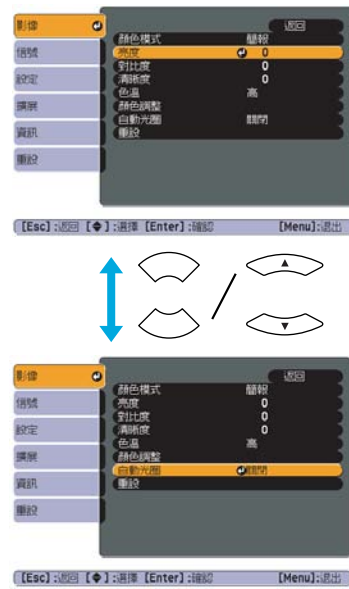 影像 返回
信號 顏色模式 簡報
亮度 0
設定 對比度 0
清晰度 0
擴展 色溫 高
顏色調整
資訊 自動光圈 關閉
重設
重設
[Esc]:返回 [◆]:選擇 [Enter]:確認 [Menu]:退出
/
影像 返回
信號 顏色模式 簡報
亮度 0
設定 對比度 0
清晰度 0
擴展 色溫 高
顏色調整
資訊 自動光圈 關閉
重設
重設
[Esc]:返回 [◆]:選擇 [Enter]:確認 [Menu]:退出